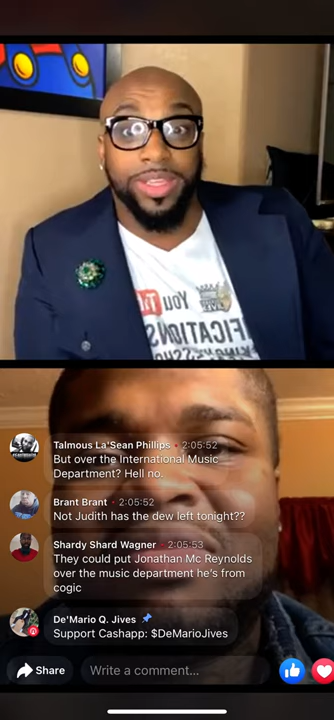 You
FICATIONS
Talmous La'Sean Phillips • 2:05:52
But over the International Music
Department? Hell no.
Brant Brant • 2:05:52
Not Judith has the dew left tonight??
Shardy Shard Wagner • 2:05:53
They could put Jonathan Mc Reynolds
over the music department he's from
cogic
De'Mario Q. Jives
Support Cashapp: $DeMarioJives
Share
Write a comment...